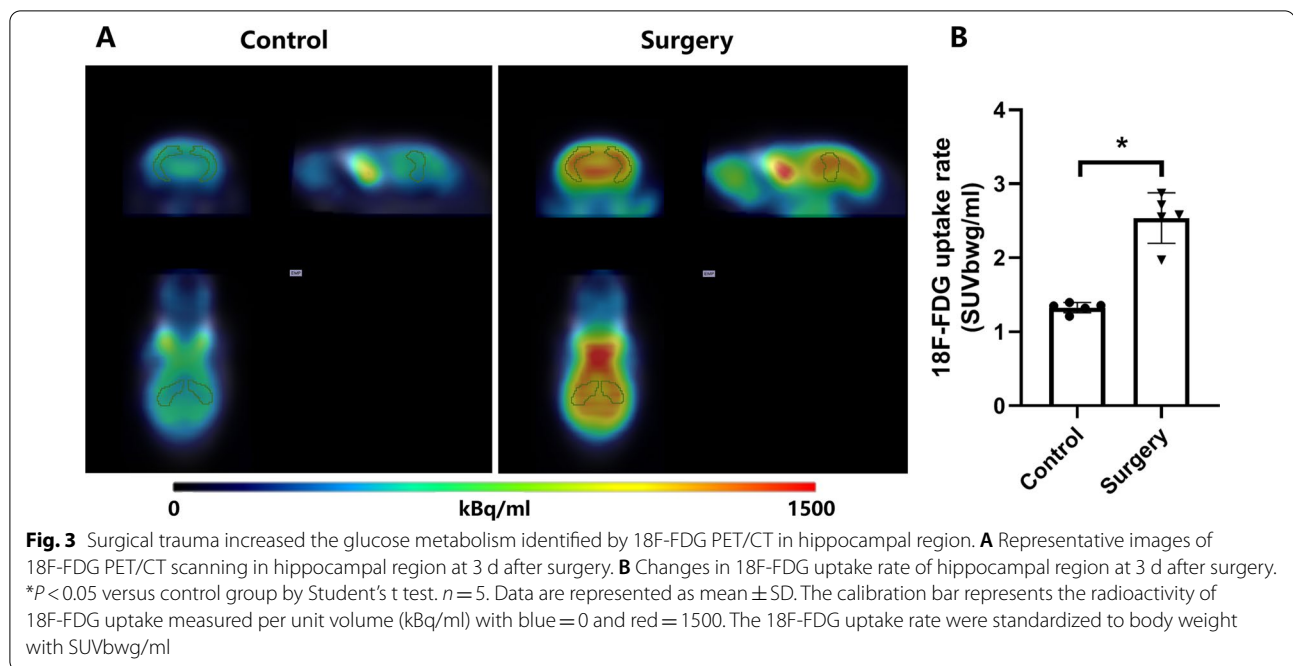 A
Control
Surgery
B
18F-FDG uptake rate
(SUVbwg/ml)
4
3
2
1
0
*
Control
Surgery
0
kBq/ml
1500
Fig. 3 Surgical trauma increased the glucose metabolism identified by 18F-FDG PET/CT in hippocampal region. A Representative images of
18F-FDG PET/CT scanning in hippocampal region at 3 d after surgery. B Changes in 18F-FDG uptake rate of hippocampal region at 3 d after surgery.
*P < 0.05 versus control group by Student's t test. n = 5. Data are represented as mean ± SD. The calibration bar represents the radioactivity of
18F-FDG uptake measured per unit volume (kBq/ml) with blue = 0 and red = 1500. The 18F-FDG uptake rate were standardized to body weight
with SUVbwg/ml